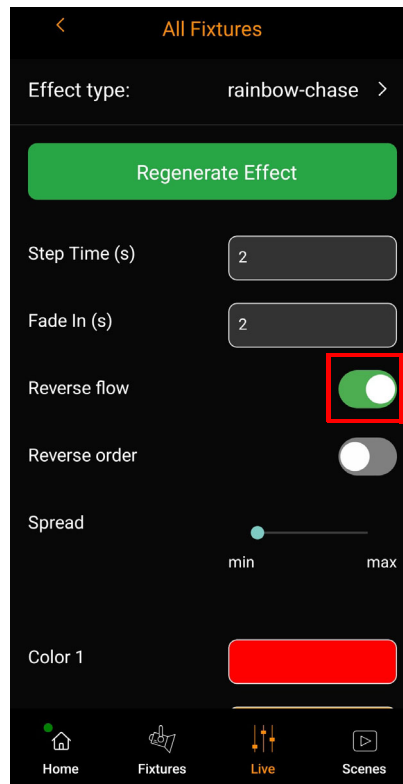 All Fixtures
Effect type: rainbow-chase
Regenerate Effect
Step Time (s) 2
Fade In (s) 2
Reverse flow
Reverse order
Spread
min max
Color 1
Home Fixtures Live Scenes